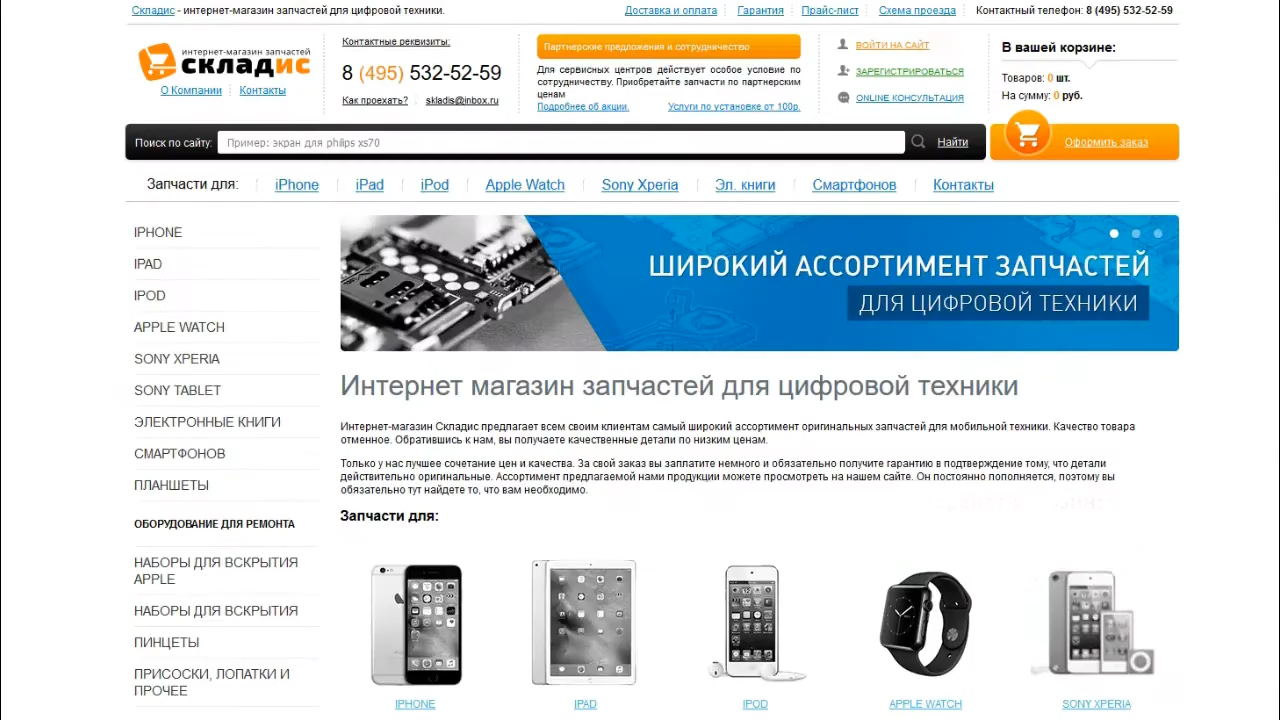 Складис - интернет-магазин запчастей для цифровой техники.
Доставка и оплата
Гарантия
Прайс-лист
Схема проезда
Контактный телефон: 8 (495) 532-52-59
интернет-магазин запчастей
складис
О Компании
Контакты
Контактные реквизиты:
8 (495) 532-52-59
Как проехать?
skladis@inbox.ru
Партнерские предложения и сотрудничество
Для сервисных центров действует особое условие по
сотрудничеству. Приобретайте запчасти по партнерским
ценам
Подробнее об акции.
Услуги по установке от 100р.
ВОЙТИ НА САЙТ
ЗАРЕГИСТРИРОВАТЬСЯ
ONLINE КОНСУЛЬТАЦИЯ
В вашей корзине:
Товаров: 0 шт.
На сумму: 0 руб.
Поиск по сайту:
Пример: экран для philips xs70
Найти
Оформить заказ
Запчасти для:
iPhone
iPad
iPod
Apple Watch
Sony Xperia
Эл. книги
Смартфонов
Контакты
IPHONE
IPAD
IPOD
APPLE WATCH
SONY XPERIA
SONY TABLET
ЭЛЕКТРОННЫЕ КНИГИ
СМАРТФОНОВ
ПЛАНШЕТЫ
ОБОРУДОВАНИЕ ДЛЯ РЕМОНТА
НАБОРЫ ДЛЯ ВСКРЫТИЯ
APPLE
НАБОРЫ ДЛЯ ВСКРЫТИЯ
ПИНЦЕТЫ
ПРИСОСКИ, ЛОПАТКИ И
ПРОЧЕЕ
ШИРОКИЙ АССОРТИМЕНТ ЗАПЧАСТЕЙ
ДЛЯ ЦИФРОВОЙ ТЕХНИКИ
Интернет магазин запчастей для цифровой техники
Интернет-магазин Складис предлагает всем своим клиентам самый широкий ассортимент оригинальных запчастей для мобильной техники. Качество товара
отменное. Обратившись к нам, вы получаете качественные детали по низким ценам.
Только у нас лучшее сочетание цен и качества. За свой заказ вы заплатите немного и обязательно получите гарантию в подтверждение тому, что детали
действительно оригинальные. Ассортимент предлагаемой нами продукции можете просмотреть на нашем сайте. Он постоянно пополняется, поэтому вы
обязательно тут найдете то, что вам необходимо.
Запчасти для:
IPHONE
IPAD
IPOD
APPLE WATCH
SONY XPERIA